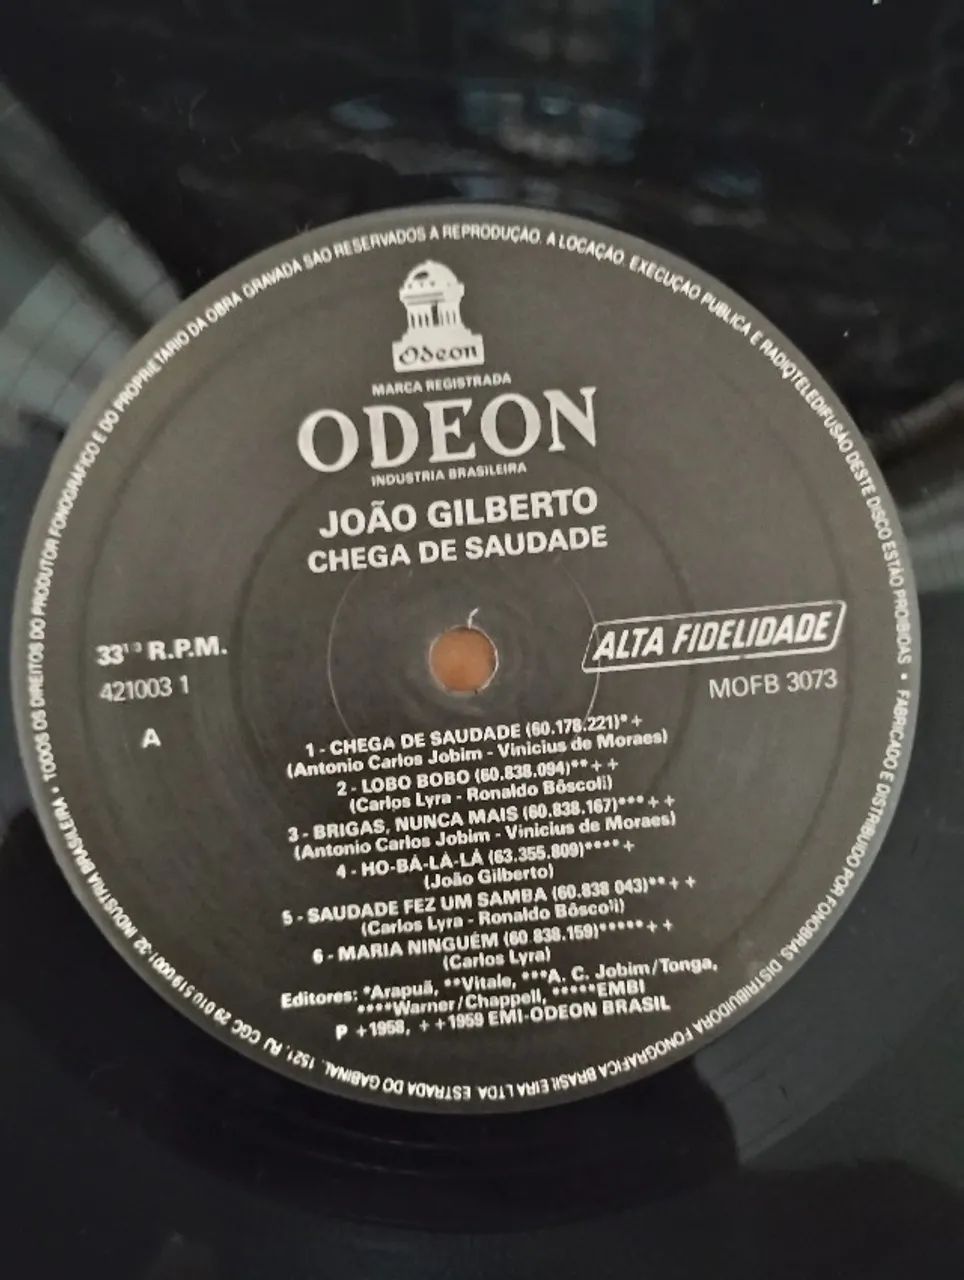 Odeon
MARCA REGISTRADA
ODEON
INDUSTRIA BRASILEIRA
JOÃO GILBERTO
CHEGA DE SAUDADE
33 1/3 R.P.M.
421003 1
A
ALTA FIDELIDADE
MOFB 3073
1 - CHEGA DE SAUDADE (60.178.221)* +
(Antonio Carlos Jobim - Vinicius de Moraes)
2 - LOBO BOBO (60.838.094)** + +
(Carlos Lyra - Ronaldo Bôscoli)
3 - BRIGAS, NUNCA MAIS (60.838.167)*** + +
(Antonio Carlos Jobim - Vinicius de Moraes)
4 - HO-BÁ-LÁ-LÁ (63.355.809)**** +
(João Gilberto)
5 - SAUDADE FEZ UM SAMBA (60.838 043)** + +
(Carlos Lyra - Ronaldo Bôscoli)
6 - MARIA NINGUÉM (60 838.159)***** + +
(Carlos Lyra)
Editores: *Arapuã, **Vitale, ***A. C. Jobim/Tonga,
****Warner/Chappell, *****EMBI
P +1958, + +1959 EMI-ODEON BRASIL
• TODOS OS DIREITOS DO PRODUTOR FONOGRÁFICO E DO PROPRIETÁRIO DA OBRA GRAVADA SÃO RESERVADOS A REPRODUÇÃO. A LOCAÇÃO. EXECUÇÃO PUBLICA E RADIOTELEDIFUSÃO DESTE DISCO ESTÃO PROIBIDAS • FABRICADO E DISTRIBUIDO POR FONOBRAS DISTRIBUIDORA FONOGRAFICA BRASILEIRA LTDA ESTRADA DO GABINAL, 1521, RJ CGC 29 010.519 0001-32 INDUSTRIA BRASILEIRA